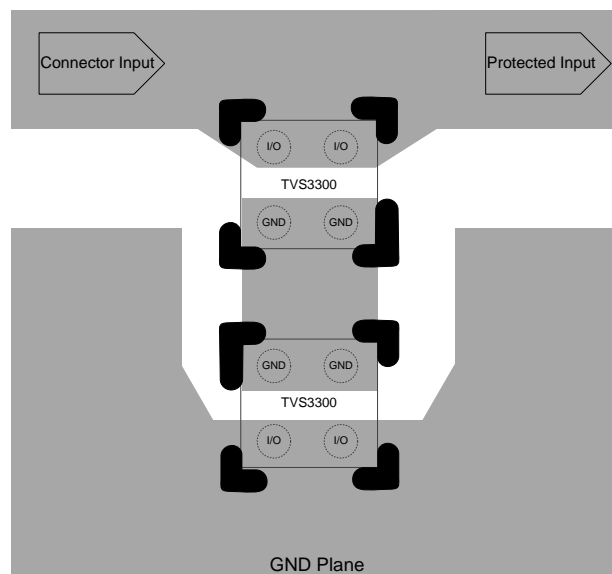 Connector Input
Protected Input
I/O I/O
TVS3300
GND GND
GND GND
TVS3300
I/O I/O
GND Plane